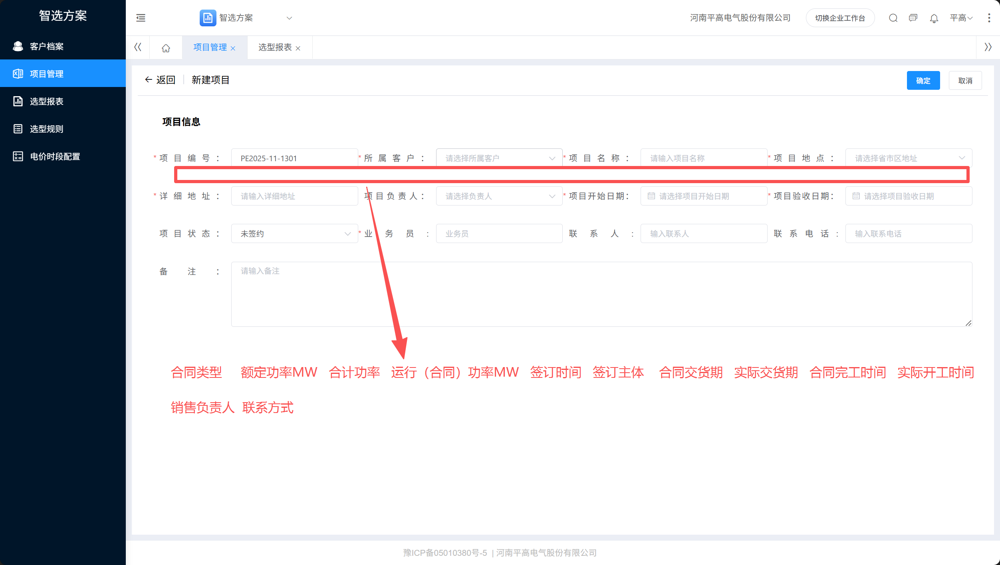 智选方案
客户档案
项目管理
选型报表
选型规则
电价时段配置
智选方案
河南平高电气股份有限公司 切换企业工作台 平高
项目管理 选型报表
返回 新建项目 确定 取消
项目信息
* 项目编号： PE2025-11-1301 * 所属客户： 请选择所属客户 * 项目名称： 请输入项目名称 * 项目地点： 请选择省市区地址
* 详细地址： 请输入详细地址 项目负责人： 请选择负责人 * 项目开始日期： 请选择项目开始日期 * 项目验收日期： 请选择项目验收日期
项目状态： 未签约 * 业务员： 业务员 联系人： 输入联系人 联系电话： 输入联系电话
备注： 请输入备注
合同类型 额定功率MW 合计功率 运行（合同）功率MW 签订时间 签订主体 合同交货期 实际交货期 合同完工时间 实际开工时间
销售负责人 联系方式
豫ICP备05010380号-5 | 河南平高电气股份有限公司